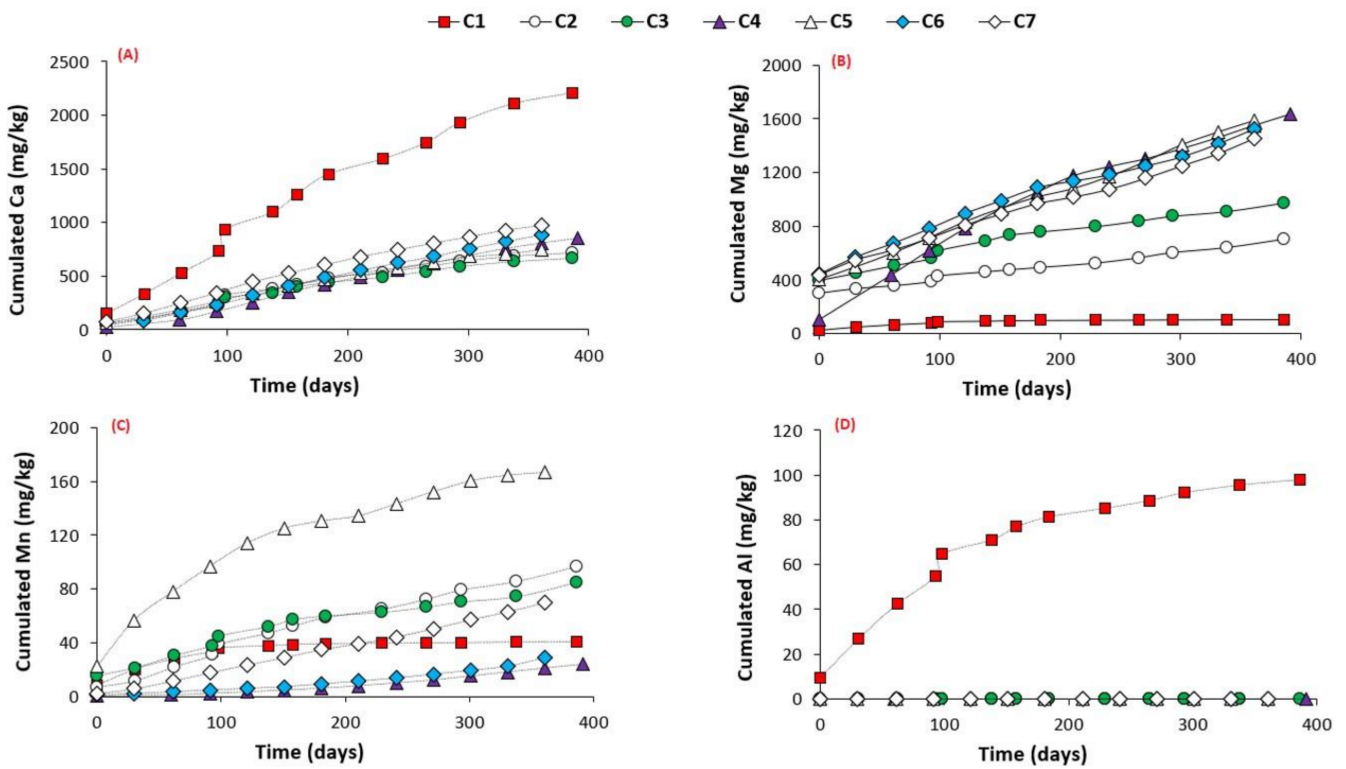 C1 C2 C3 C4 C5 C6 C7
(A)
Cumulated Ca (mg/kg)
2500
2000
1500
1000
500
0
0 100 200 300 400
Time (days)
(B)
Cumulated Mg (mg/kg)
2000
1600
1200
800
400
0
0 100 200 300 400
Time (days)
(C)
Cumulated Mn (mg/kg)
200
160
120
80
40
0
0 100 200 300 400
Time (days)
(D)
Cumulated Al (mg/kg)
120
100
80
60
40
20
0
0 100 200 300 400
Time (days)